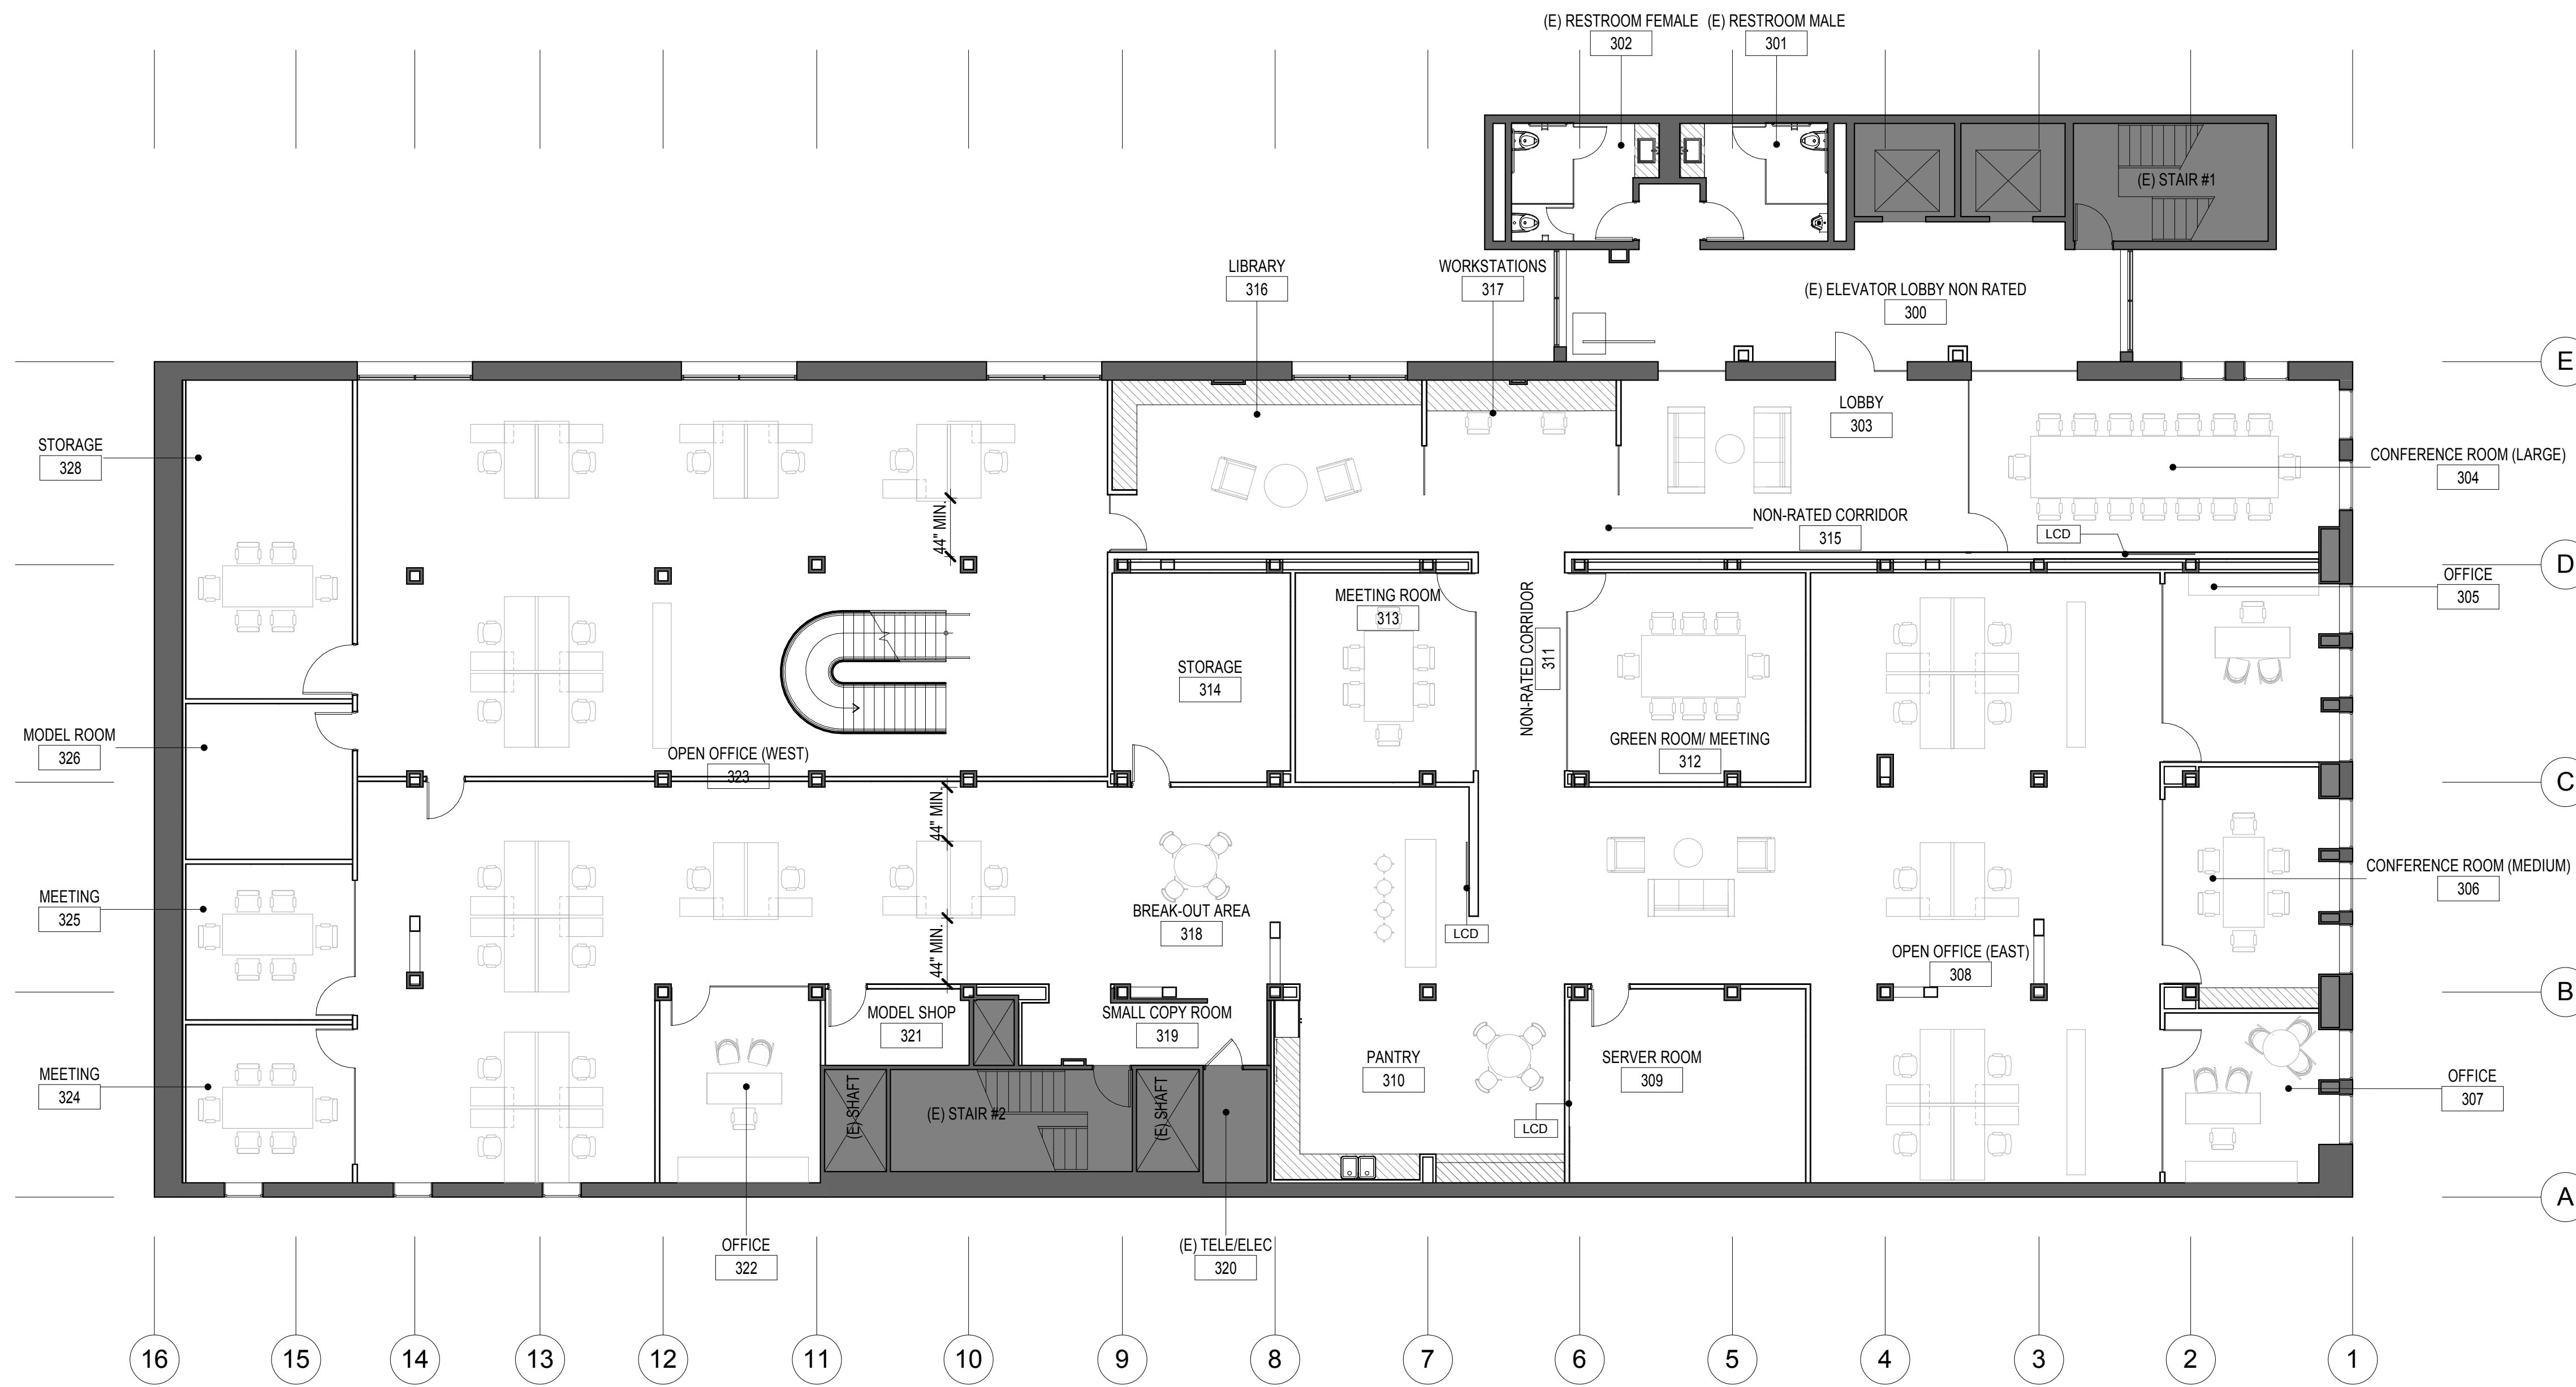 (E) RESTROOM FEMALE
302
(E) RESTROOM MALE
301
(E) STAIR #1
LIBRARY
316
WORKSTATIONS
317
(E) ELEVATOR LOBBY NON RATED
300
E
LOBBY
303
STORAGE
328
CONFERENCE ROOM (LARGE)
304
44" MIN.
NON-RATED CORRIDOR
315
LCD
D
OFFICE
305
MEETING ROOM
313
NON-RATED CORRIDOR
311
STORAGE
314
MODEL ROOM
326
GREEN ROOM/ MEETING
312
OPEN OFFICE (WEST)
323
C
44" MIN.
CONFERENCE ROOM (MEDIUM)
306
MEETING
325
BREAK-OUT AREA
318
LCD
44" MIN.
OPEN OFFICE (EAST)
308
B
MODEL SHOP
321
SMALL COPY ROOM
319
PANTRY
310
SERVER ROOM
309
MEETING
324
OFFICE
307
(E) SHAFT
(E) STAIR #2
(E) SHAFT
LCD
A
OFFICE
322
(E) TELE/ELEC
320
16
15
14
13
12
11
10
9
8
7
6
5
4
3
2
1